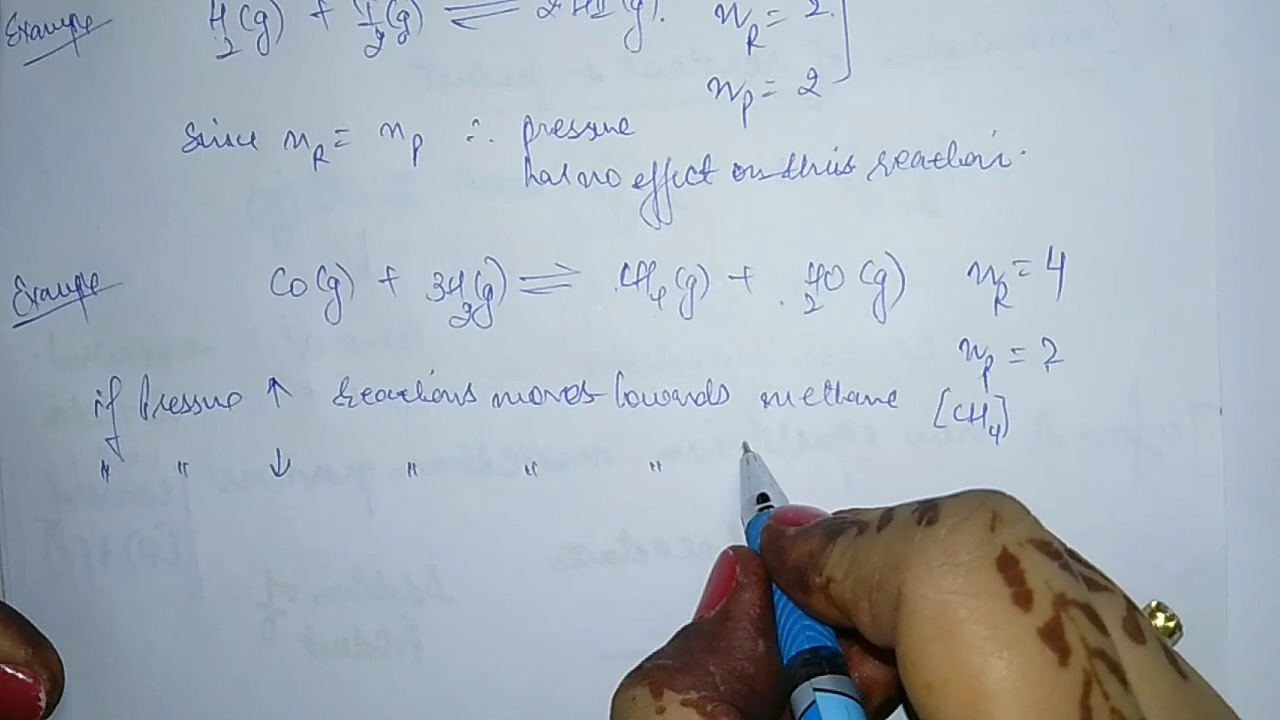 Example H2(g) + I2(g) ⇌ 2HI(g). nR = 2
nP = 2
Since nR = nP ∴ pressure
has no effect on this reaction.
Example CO(g) + 3H2(g) ⇌ CH4(g) + H2O(g) nR = 4
nP = 2
if Pressure ↑ Reactions moves towards methane [CH4]
" " ↓ " " "